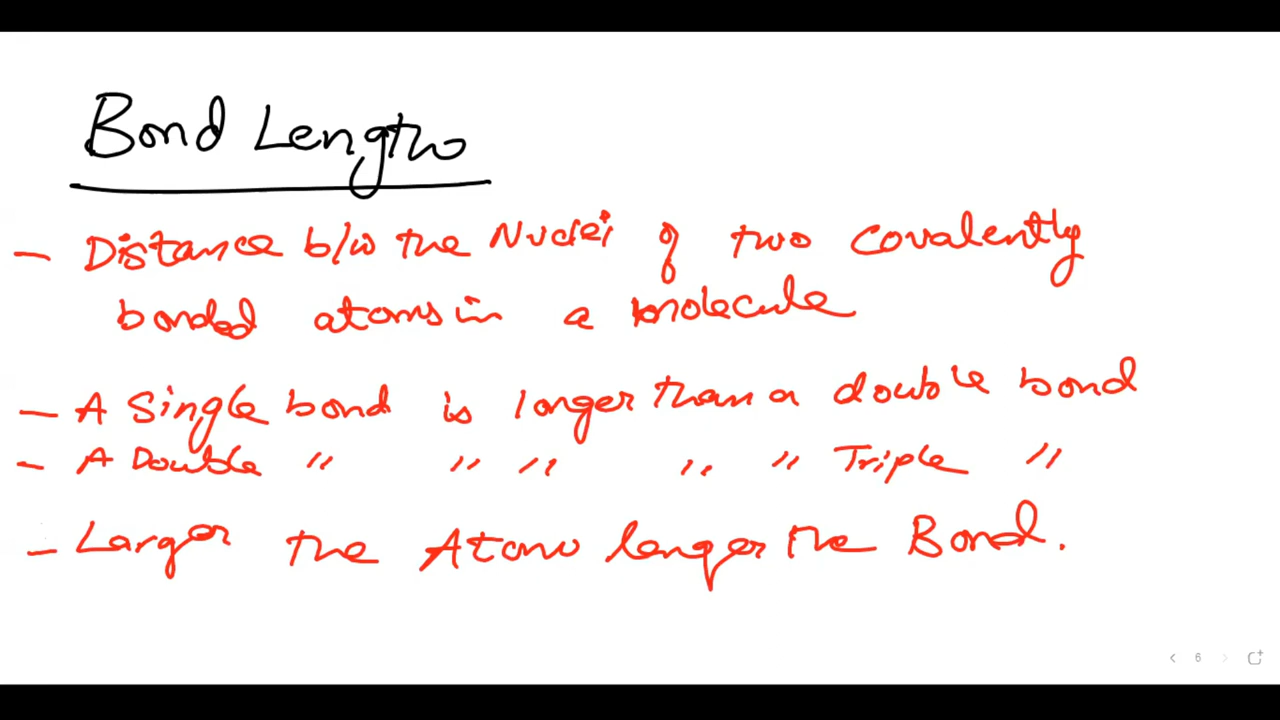 Bond Length
- Distance b/w the Nuclei of two covalently
bonded atoms in a molecule
- A Single bond is longer than a double bond
- A Double " " " " " Triple "
- Larger the Atom longer the Bond.
6